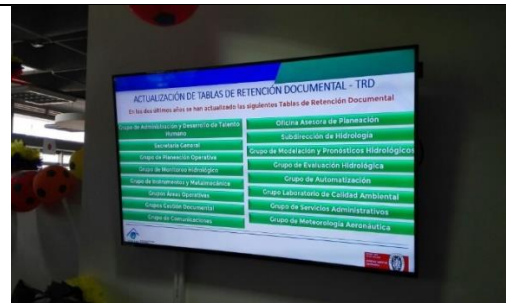 ACTUALIZACIÓN DE TABLAS DE RETENCIÓN DOCUMENTAL - TRD
En los dos últimos años se han actualizado las siguientes Tablas de Retención Documental
Grupo de Administración y Desarrollo de Talento
Humano
Secretaría General
Grupo de Planeación Operativa
Grupo de Monitoreo Hidrológico
Grupo de Instrumentos y Metalmecánica
Grupos Áreas Operativas
Grupos Gestión Documental
Grupo de Comunicaciones
Oficina Asesora de Planeación
Subdirección de Hidrología
Grupo de Modelación y Pronósticos Hidrológicos
Grupo de Evaluación Hidrológica
Grupo de Automatización
Grupo Laboratorio de Calidad Ambiental
Grupo de Servicios Administrativos
Grupo de Meteorología Aeronáutica